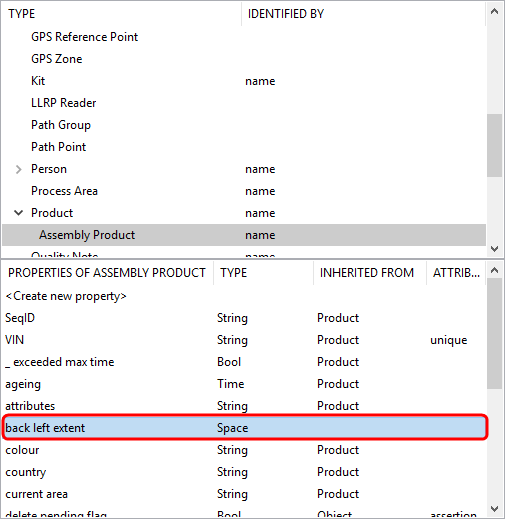 TYPE IDENTIFIED BY
GPS Reference Point
GPS Zone
Kit name
LLRP Reader
Path Group
Path Point
Person name
Process Area name
Product name
Assembly Product name
Quality Note name
PROPERTIES OF ASSEMBLY PRODUCT TYPE INHERITED FROM ATTRIB...
<Create new property>
SeqID String Product
VIN String Product unique
_ exceeded max time Bool Product
ageing Time Product
attributes String Product
back left extent Space
colour String Product
country String Product
current area String Product
delete pending flag Bool Object assertion